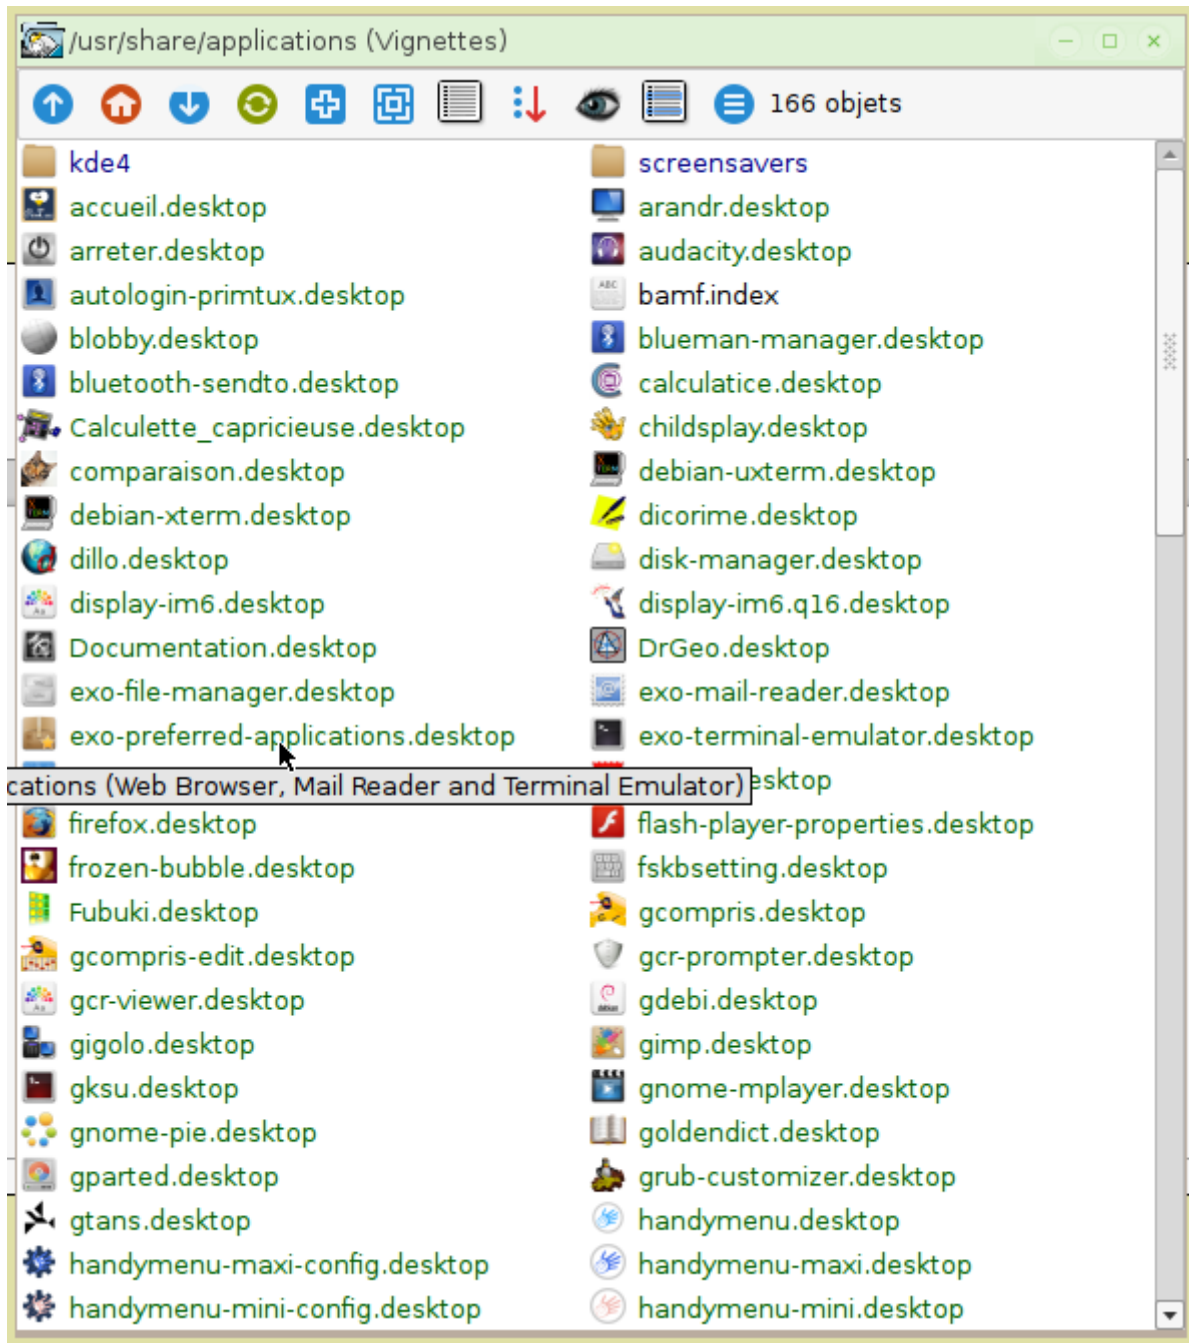 /usr/share/applications (Vignettes)
166 objets
kde4 screensavers
accueil.desktop arandr.desktop
arreter.desktop audacity.desktop
autologin-primtux.desktop bamf.index
blobby.desktop blueman-manager.desktop
bluetooth-sendto.desktop calculatice.desktop
Calculette_capricieuse.desktop childsplay.desktop
comparaison.desktop debian-uxterm.desktop
debian-xterm.desktop dicorime.desktop
dillo.desktop disk-manager.desktop
display-im6.desktop display-im6.q16.desktop
Documentation.desktop DrGeo.desktop
exo-file-manager.desktop exo-mail-reader.desktop
exo-preferred-applications.desktop exo-terminal-emulator.desktop
cations (Web Browser, Mail Reader and Terminal Emulator) esktop
firefox.desktop flash-player-properties.desktop
frozen-bubble.desktop fskbsetting.desktop
Fubuki.desktop gcompris.desktop
gcompris-edit.desktop gcr-prompter.desktop
gcr-viewer.desktop gdebi.desktop
gigolo.desktop gimp.desktop
gksu.desktop gnome-mplayer.desktop
gnome-pie.desktop goldendict.desktop
gparted.desktop grub-customizer.desktop
gtans.desktop handymenu.desktop
handymenu-maxi-config.desktop handymenu-maxi.desktop
handymenu-mini-config.desktop handymenu-mini.desktop